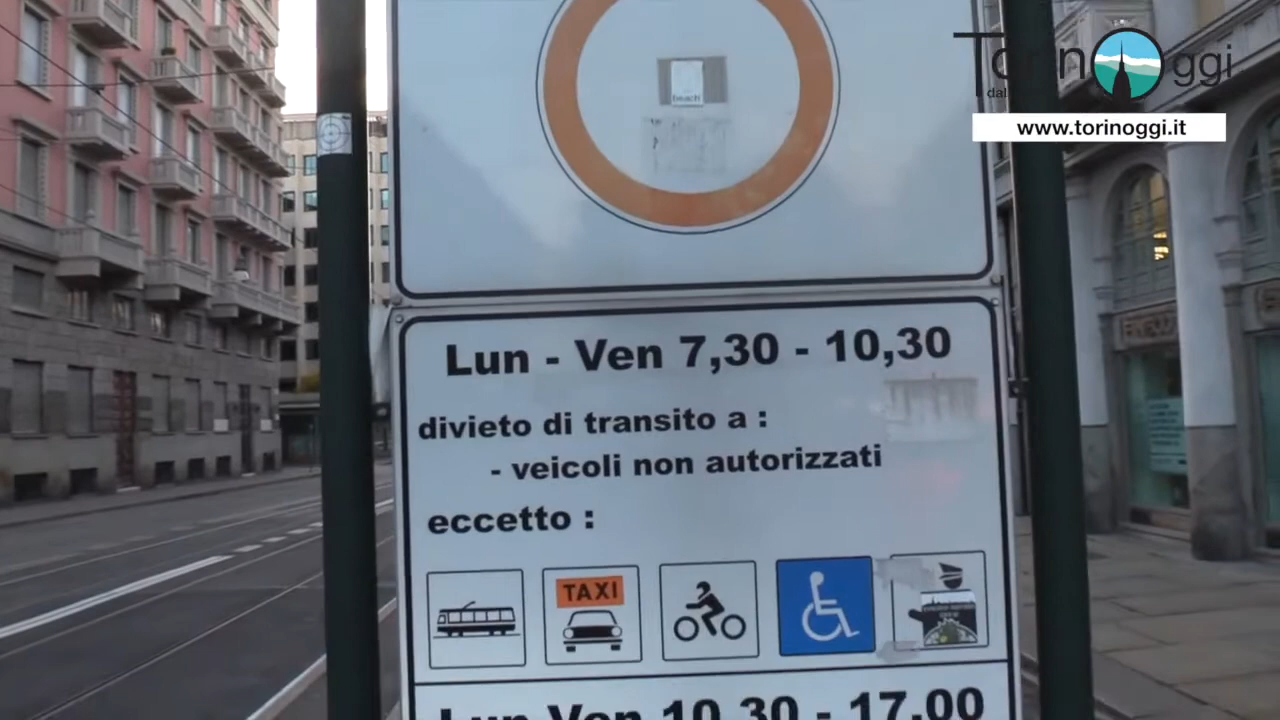 Torinoggi
dal
www.torinoggi.it
beach
Lun - Ven 7,30 - 10,30
divieto di transito a :
- veicoli non autorizzati
eccetto :
TAXI
Lun Ven 10,30 - 17,00